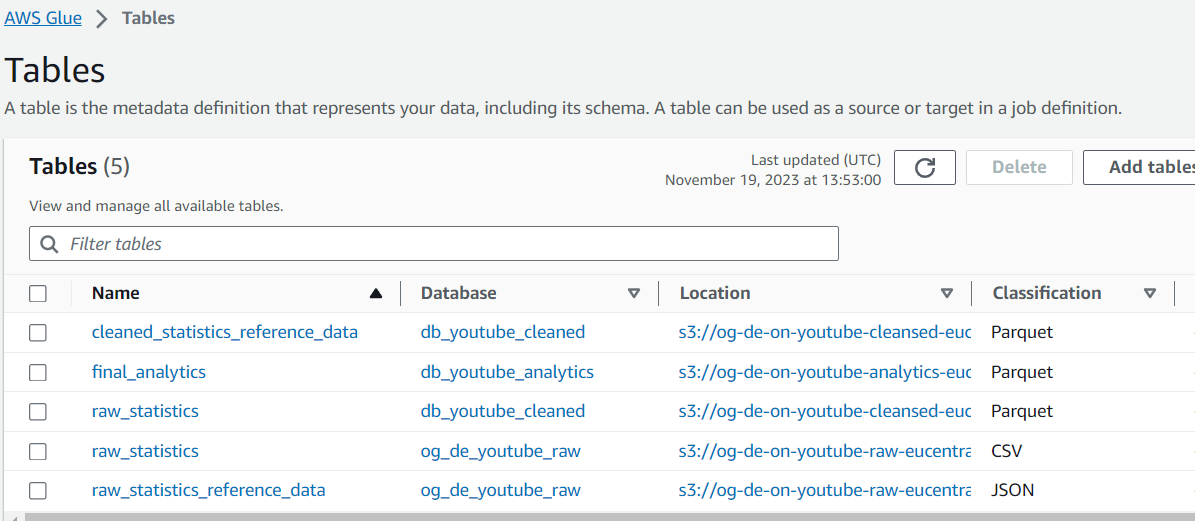 AWS Glue > Tables
Tables
A table is the metadata definition that represents your data, including its schema. A table can be used as a source or target in a job definition.
Tables (5)
Last updated (UTC)
November 19, 2023 at 13:53:00
Delete
Add tables
View and manage all available tables.
Filter tables
Name Database Location Classification
cleaned_statistics_reference_data db_youtube_cleaned s3://og-de-on-youtube-cleansed-euc Parquet
final_analytics db_youtube_analytics s3://og-de-on-youtube-analytics-euc Parquet
raw_statistics db_youtube_cleaned s3://og-de-on-youtube-cleansed-euc Parquet
raw_statistics og_de_youtube_raw s3://og-de-on-youtube-raw-eucentra CSV
raw_statistics_reference_data og_de_youtube_raw s3://og-de-on-youtube-raw-eucentra JSON